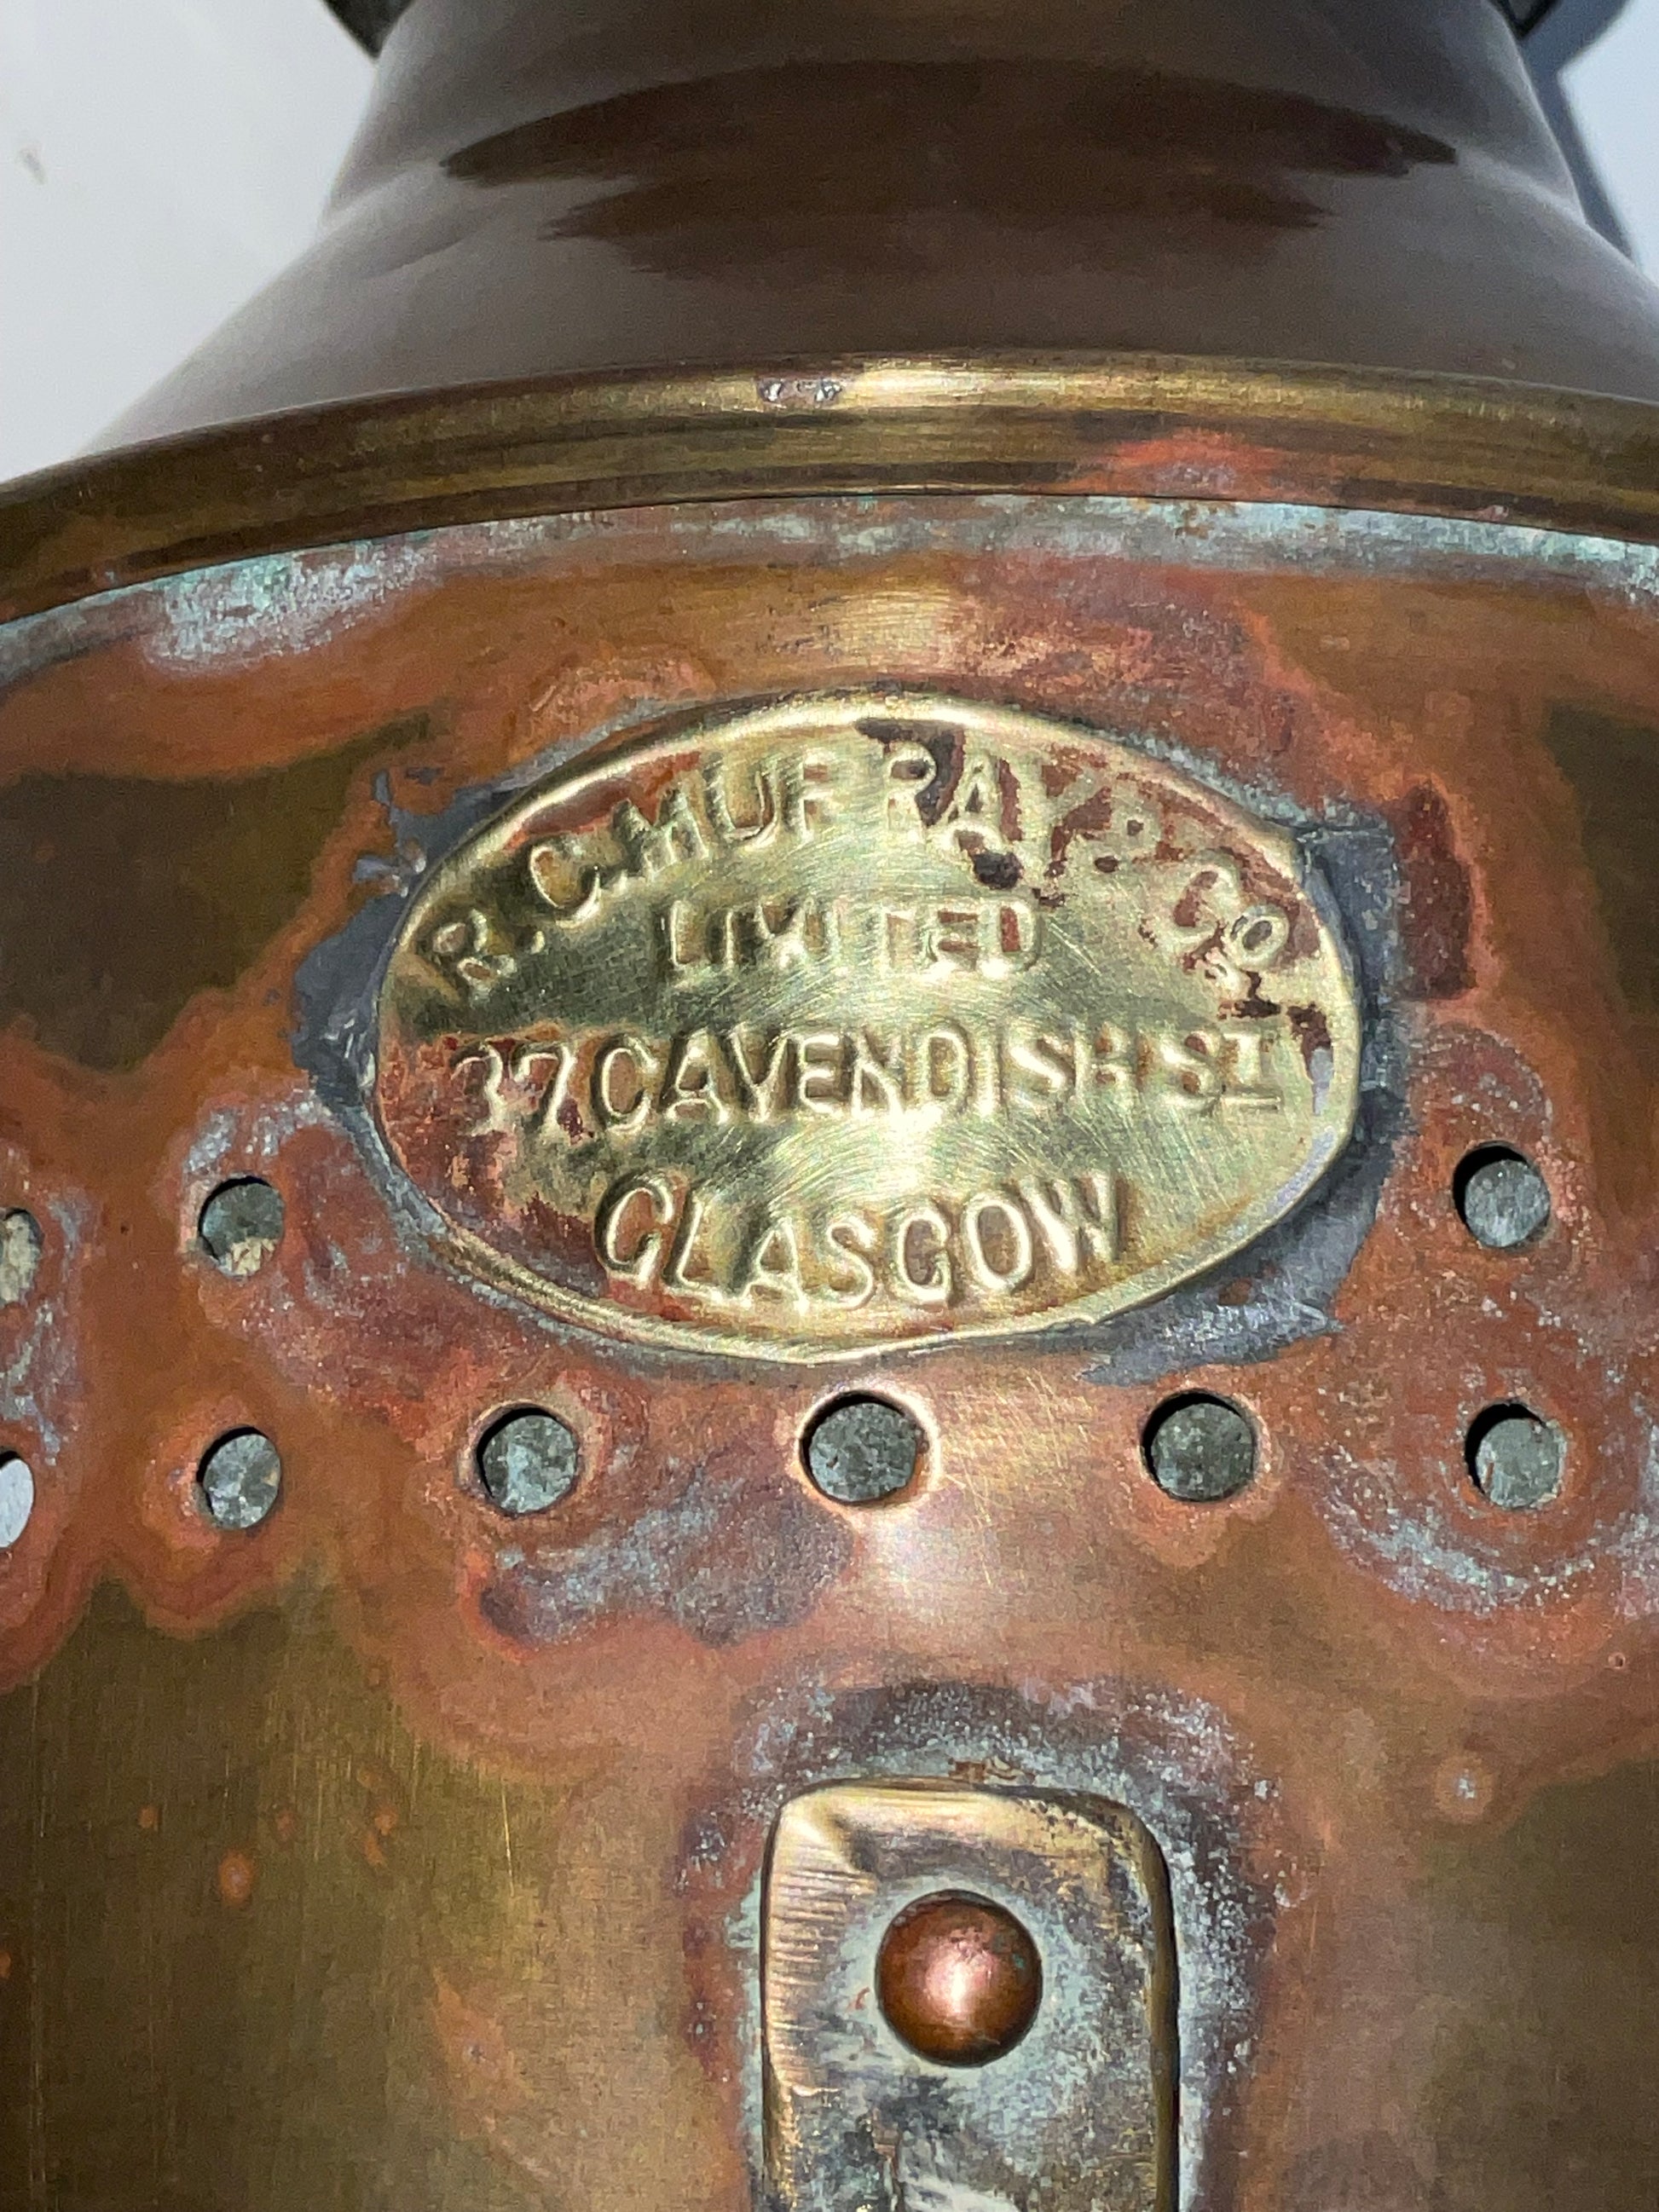 R.C.MURRAY & Co.
LIMITED
37 CAVENDISH ST
GLASGOW